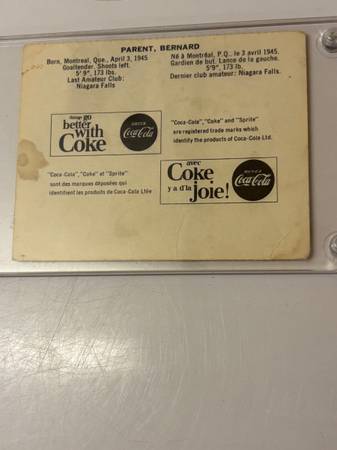 PARENT, BERNARD
Born, Montreal, Que., April 3, 1945
Goaltender. Shoots left.
5'9", 173 lbs.
Last Amateur Club:
Niagara Falls
Né à Montréal, P.Q., le 3 avril 1945.
Gardien de but. Lance de la gauche.
5'9", 173 lb.
Dernier club amateur: Niagara Falls.
things go
better
with
Coke
DRINK
Coca-Cola
"Coca-Cola", "Coke" and "Sprite"
are registered trade marks which
identify the products of Coca-Cola Ltd.
"Coca-Cola", "Coke" et "Sprite"
sont des marques déposées qui
identifient les produits de Coca-Cola Ltée
avec
Coke
y a d'la
joie!
BUVEZ
Coca-Cola